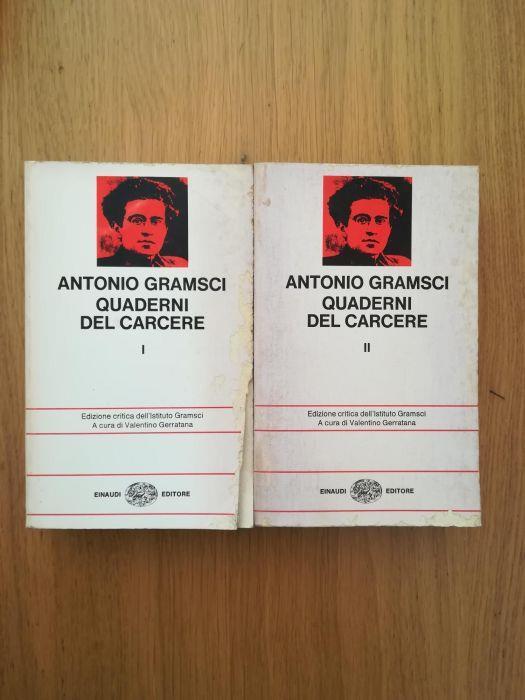 ANTONIO GRAMSCI
QUADERNI
DEL CARCERE
I
Edizione critica dell'Istituto Gramsci
A cura di Valentino Gerratana
EINAUDI EDITORE
ANTONIO GRAMSCI
QUADERNI
DEL CARCERE
II
Edizione critica dell'Istituto Gramsci
A cura di Valentino Gerratana
EINAUDI EDITORE